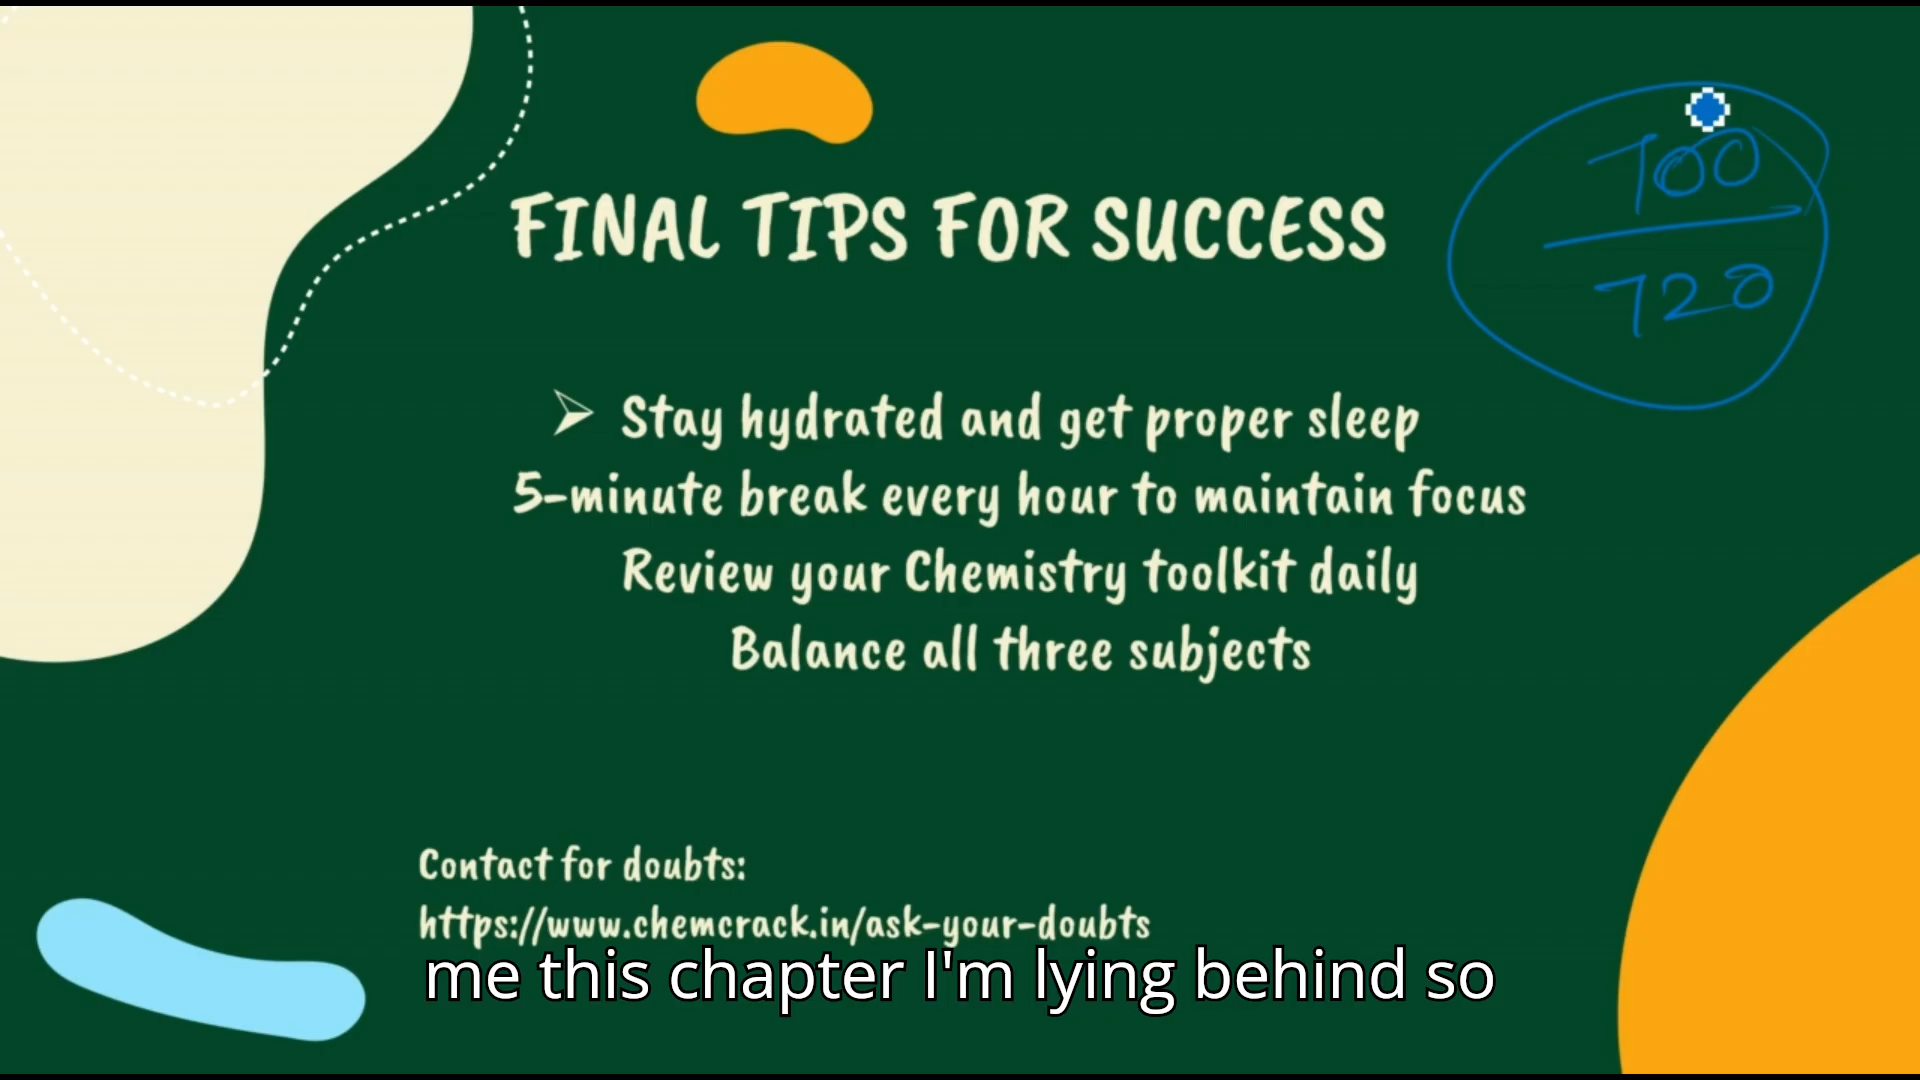 FINAL TIPS FOR SUCCESS
700
720
➢ Stay hydrated and get proper sleep
5-minute break every hour to maintain focus
Review your Chemistry toolkit daily
Balance all three subjects
Contact for doubts:
https://www.chemcrack.in/ask-your-doubts
me this chapter I'm lying behind so